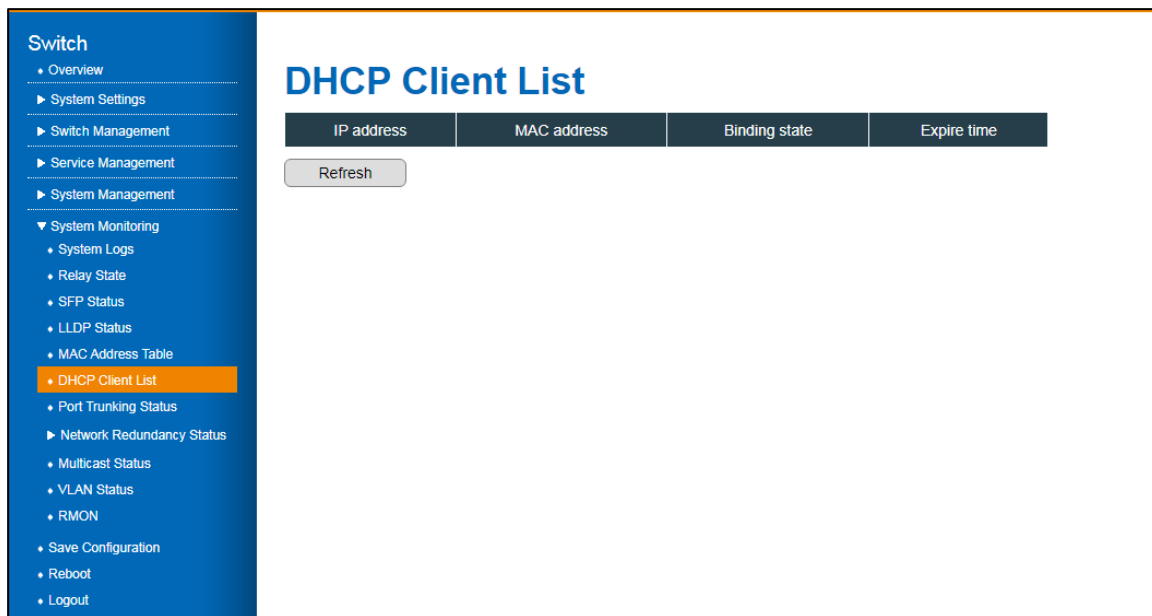 Switch
Overview
System Settings
Switch Management
Service Management
System Management
System Monitoring
System Logs
Relay State
SFP Status
LLDP Status
MAC Address Table
DHCP Client List
Port Trunking Status
Network Redundancy Status
Multicast Status
VLAN Status
RMON
Save Configuration
Reboot
Logout
DHCP Client List
IP address MAC address Binding state Expire time
Refresh